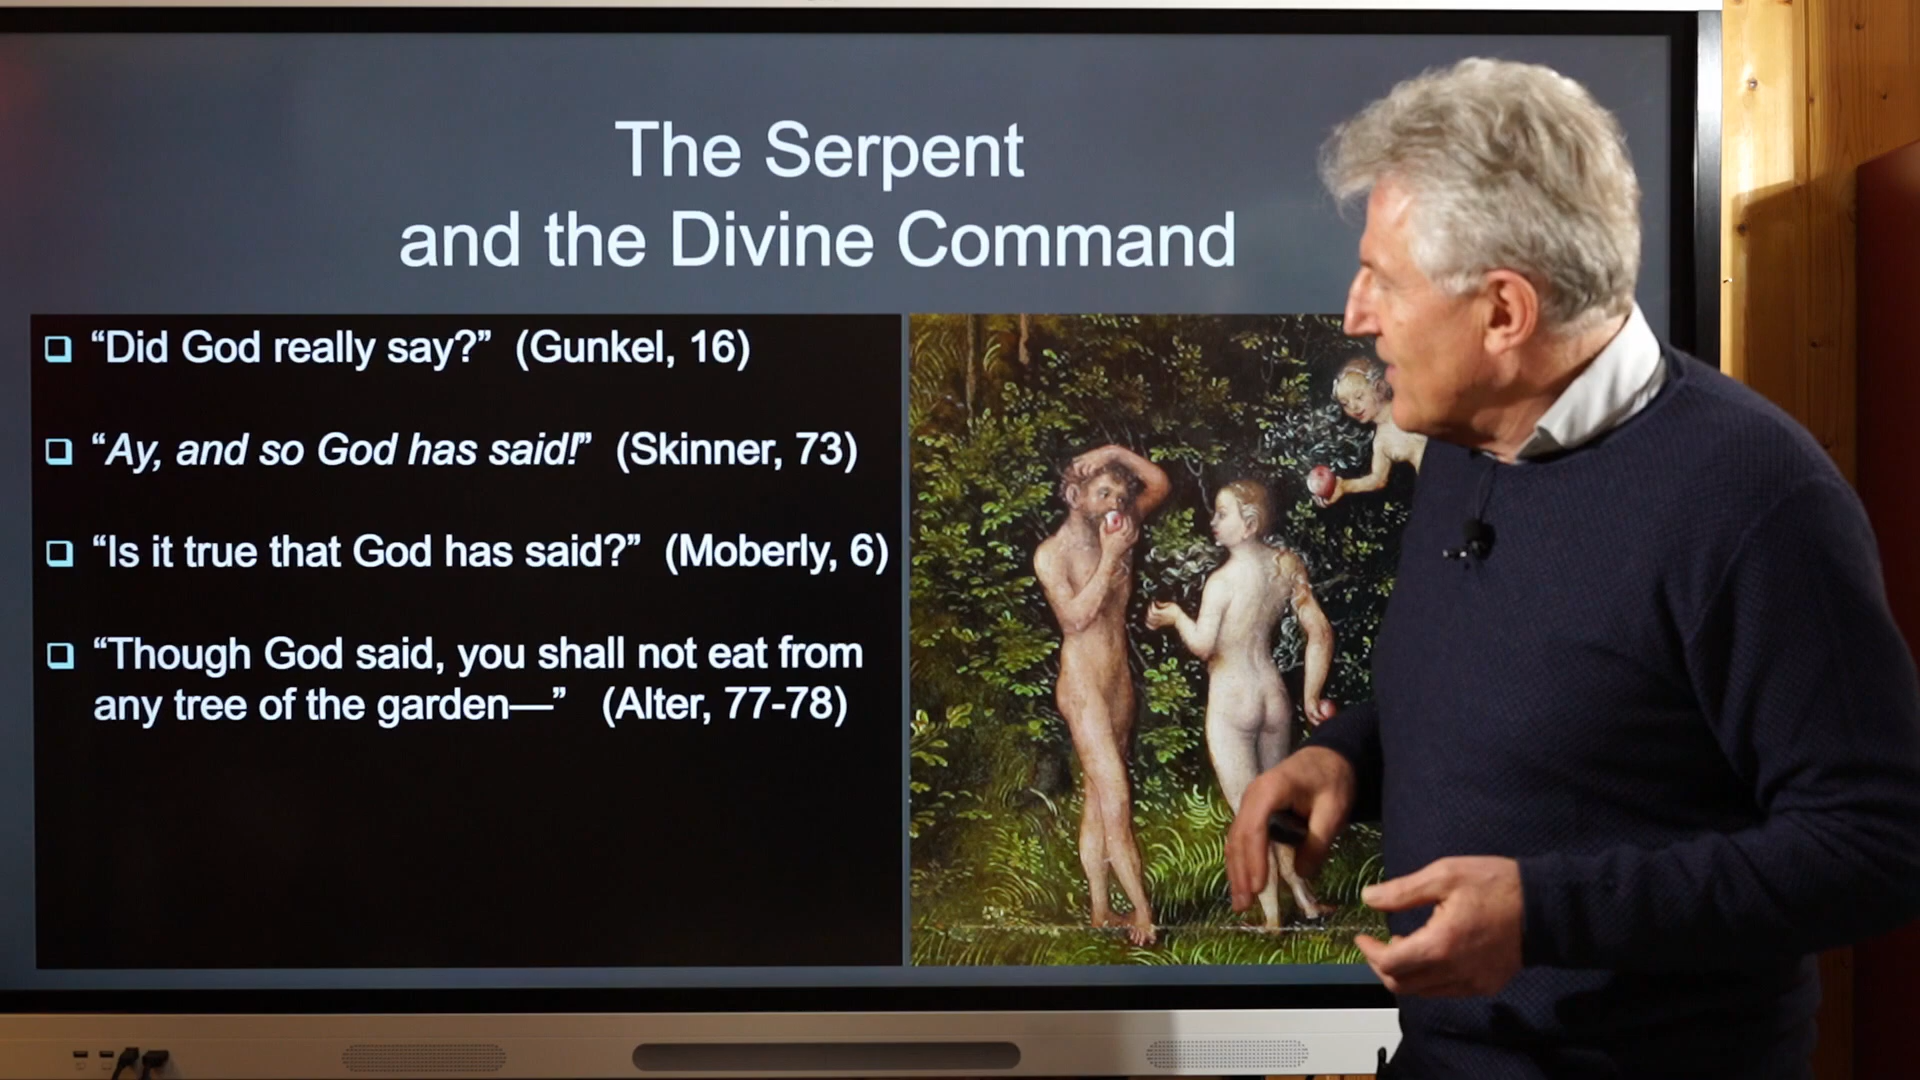 The Serpent
and the Divine Command
“Did God really say?” (Gunkel, 16)
“Ay, and so God has said!” (Skinner, 73)
“Is it true that God has said?” (Moberly, 6)
“Though God said, you shall not eat from
any tree of the garden—” (Alter, 77-78)